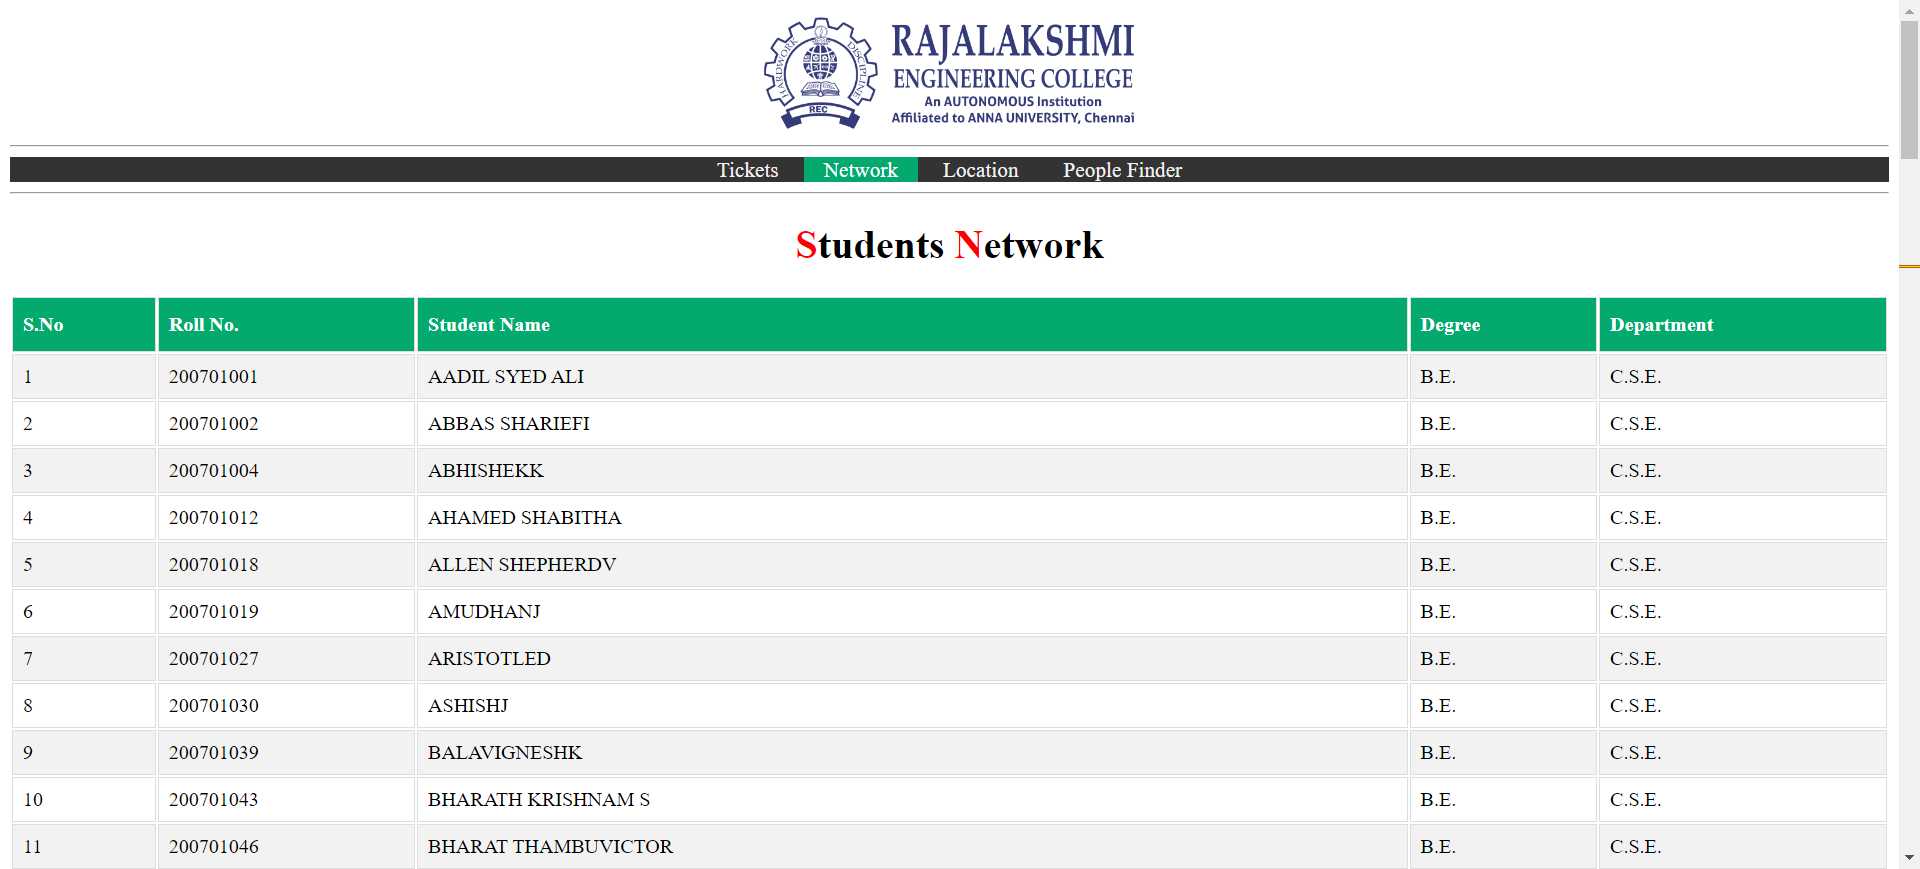 HARDWORK
DISCIPLINE
REC
RAJALAKSHMI
ENGINEERING COLLEGE
An AUTONOMOUS Institution
Affiliated to ANNA UNIVERSITY, Chennai
Tickets Network Location People Finder
Students Network
S.No Roll No. Student Name Degree Department
1 200701001 AADIL SYED ALI B.E. C.S.E.
2 200701002 ABBAS SHARIEFI B.E. C.S.E.
3 200701004 ABHISHEKK B.E. C.S.E.
4 200701012 AHAMED SHABITHA B.E. C.S.E.
5 200701018 ALLEN SHEPHERDV B.E. C.S.E.
6 200701019 AMUDHANJ B.E. C.S.E.
7 200701027 ARISTOTLED B.E. C.S.E.
8 200701030 ASHISHJ B.E. C.S.E.
9 200701039 BALAVIGNESHK B.E. C.S.E.
10 200701043 BHARATH KRISHNAM S B.E. C.S.E.
11 200701046 BHARAT THAMBUVICTOR B.E. C.S.E.